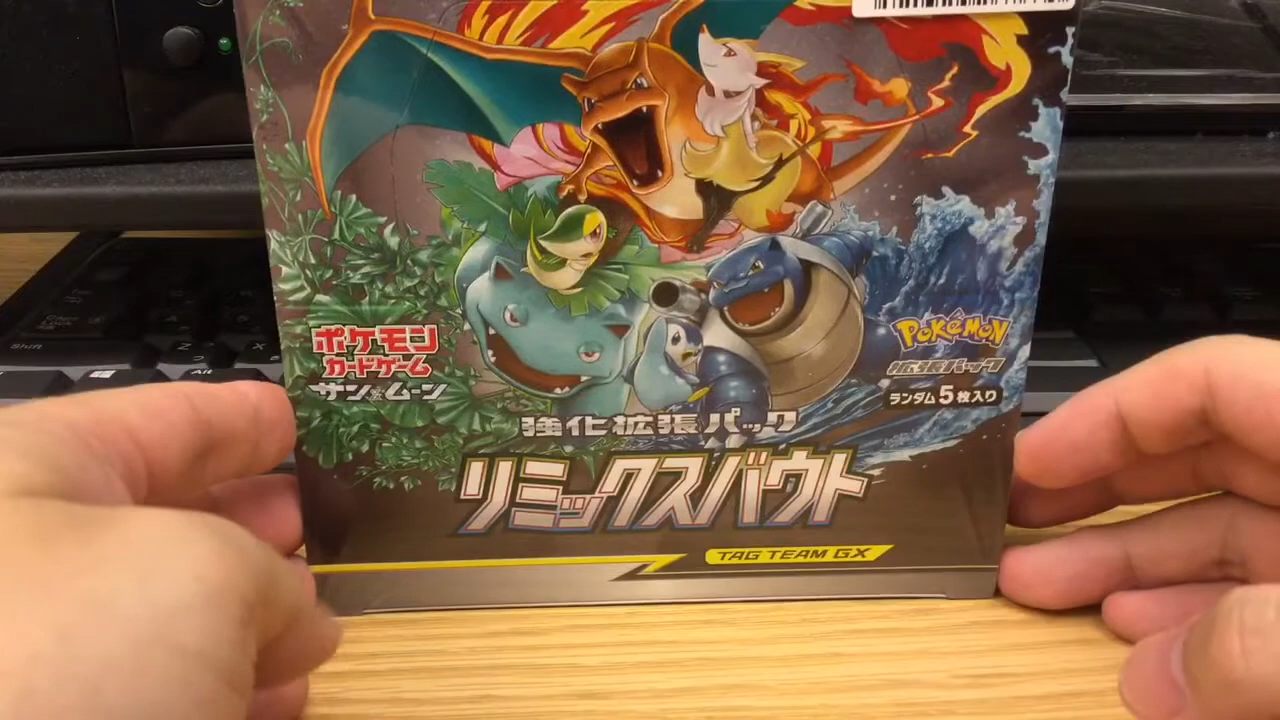 ポケモン
カードゲーム
サン&ムーン
POKéMON
拡張パック
ランダム5枚入り
強化拡張パック
リミックスバウト
TAG TEAM GX
Shift
Z
X
Alt